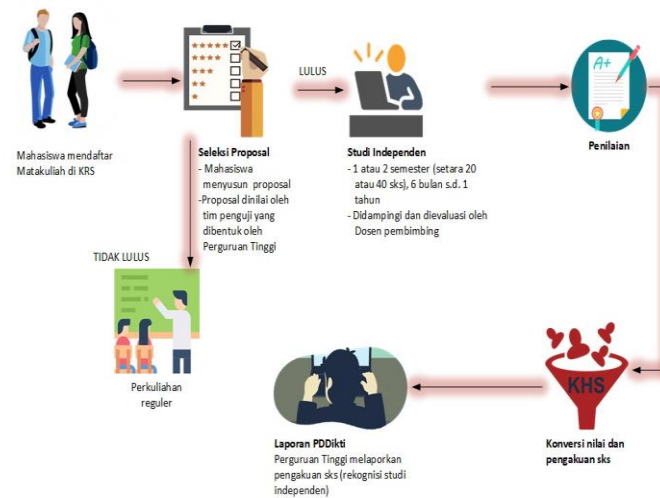 Mahasiswa mendaftar
Matakuliah di KRS
Seleksi Proposal
- Mahasiswa
menyusun proposal
-Proposal dinilai oleh
tim penguji yang
dibentuk oleh
Perguruan Tinggi
LULUS
Studi Independen
- 1 atau 2 semester (setara 20
atau 40 sks), 6 bulan s.d. 1
tahun
- Didampingi dan dievaluasi oleh
Dosen pembimbing
A+
Penilaian
TIDAK LULUS
Perkuliahan
reguler
KHS
Konversi nilai dan
pengakuan sks
Laporan PDDikti
Perguruan Tinggi melaporkan
pengakuan sks (rekognisi studi
independen)